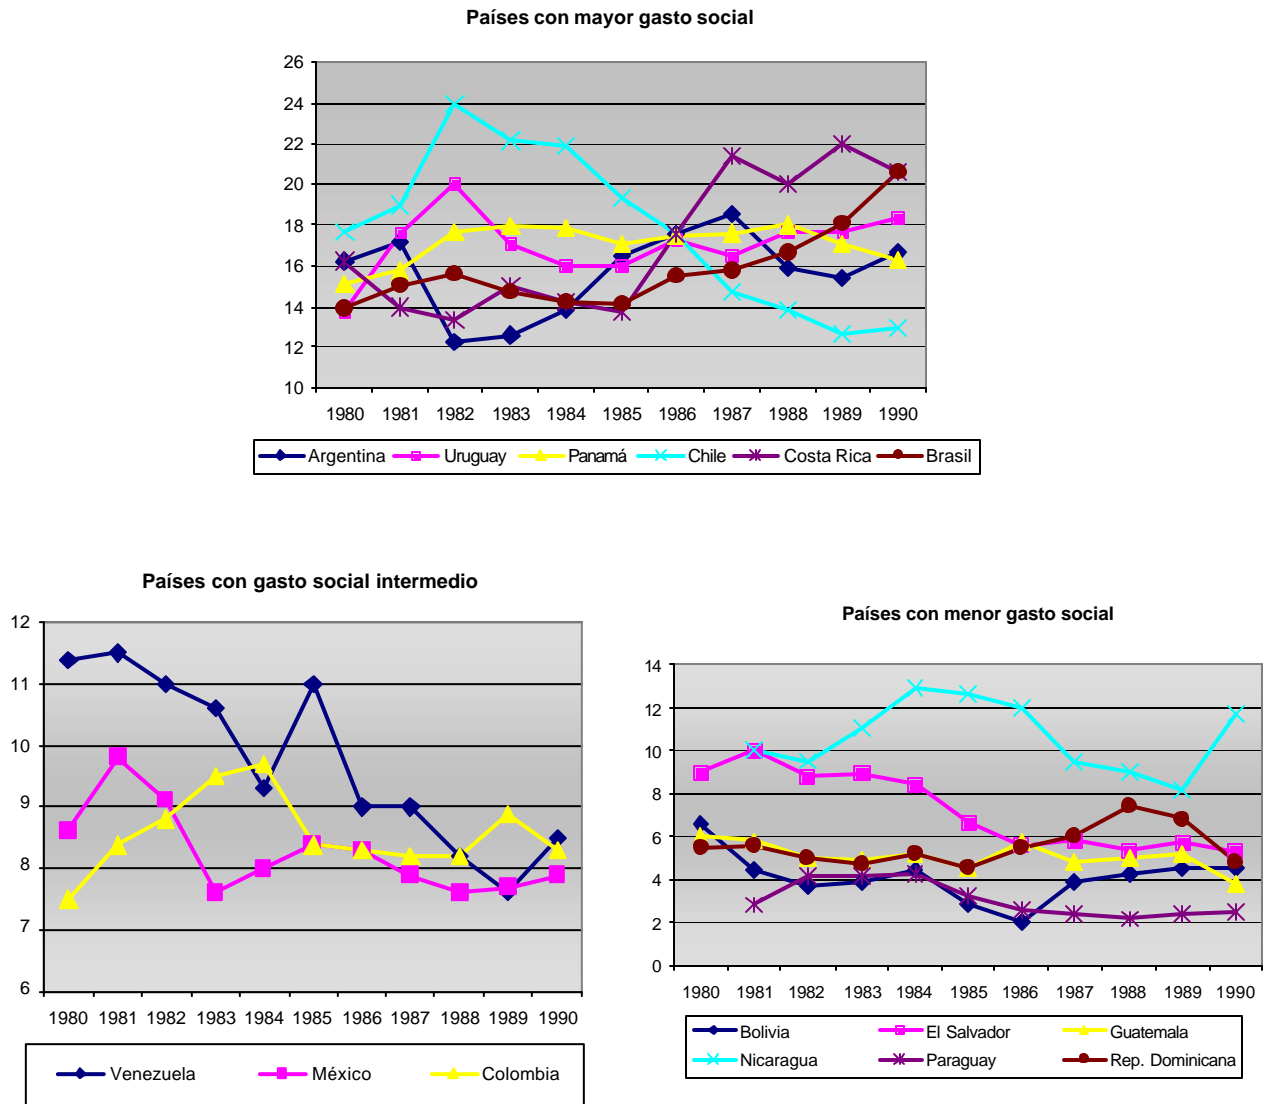 Países con mayor gasto social
26
24
22
20
18
16
14
12
10
1980 1981 1982 1983 1984 1985 1986 1987 1988 1989 1990
Argentina Uruguay Panamá Chile Costa Rica Brasil
Países con gasto social intermedio
12
11
10
9
8
7
6
1980 1981 1982 1983 1984 1985 1986 1987 1988 1989 1990
Venezuela México Colombia
Países con menor gasto social
14
12
10
8
6
4
2
0
1980 1981 1982 1983 1984 1985 1986 1987 1988 1989 1990
Bolivia El Salvador Guatemala
Nicaragua Paraguay Rep. Dominicana